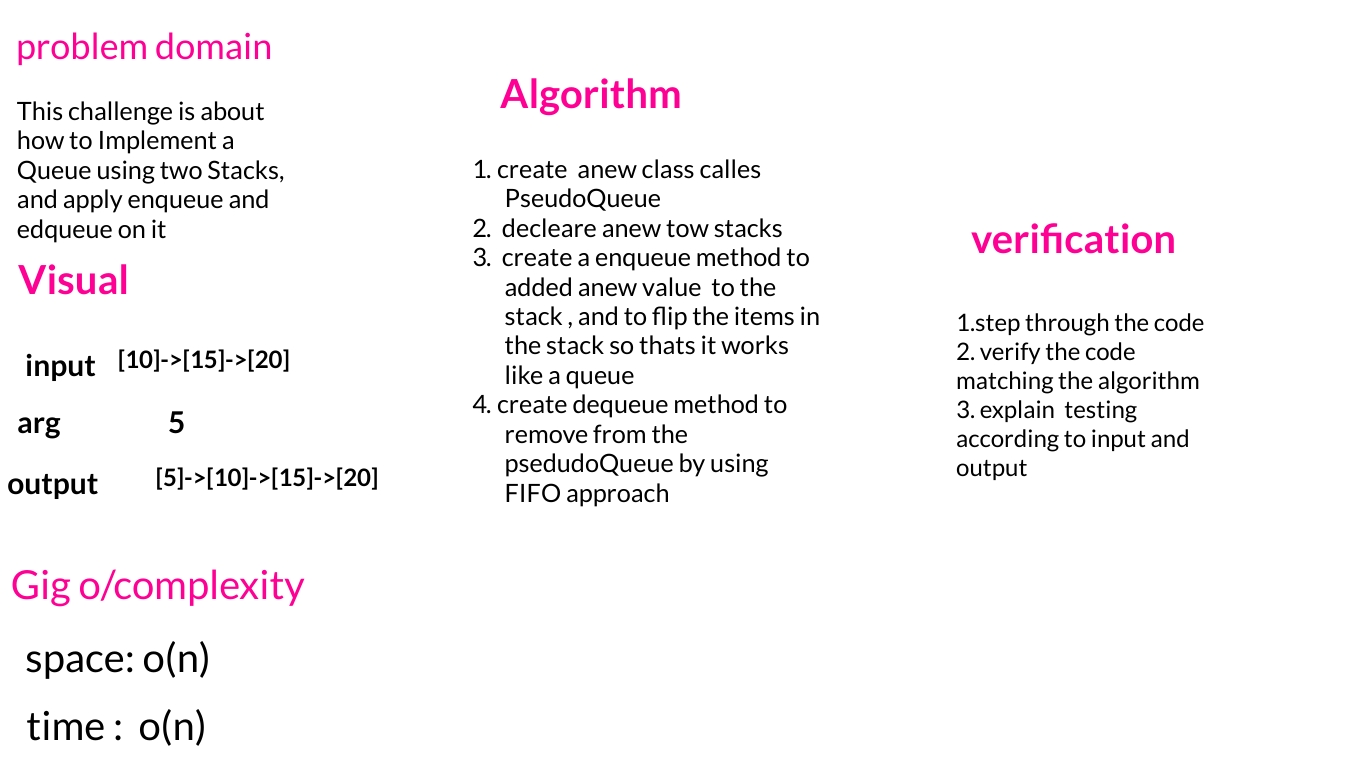 problem domain
This challenge is about
how to Implement a
Queue using two Stacks,
and apply enqueue and
edqueue on it
Visual
input [10]->[15]->[20]
arg 5
output [5]->[10]->[15]->[20]
Gig o/complexity
space: o(n)
time : o(n)
Algorithm
1. create anew class calles
PseudoQueue
2. decleare anew tow stacks
3. create a enqueue method to
added anew value to the
stack , and to flip the items in
the stack so thats it works
like a queue
4. create dequeue method to
remove from the
psedudoQueue by using
FIFO approach
verification
1.step through the code
2. verify the code
matching the algorithm
3. explain testing
according to input and
output